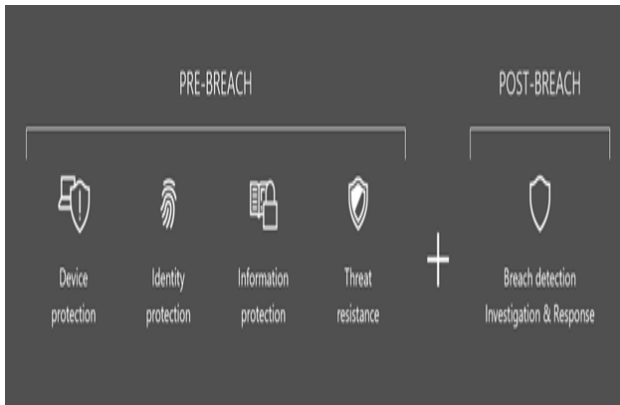 PRE-BREACH
POST-BREACH
Device
protection
Identity
protection
Information
protection
Threat
resistance
Breach detection
Investigation & Response